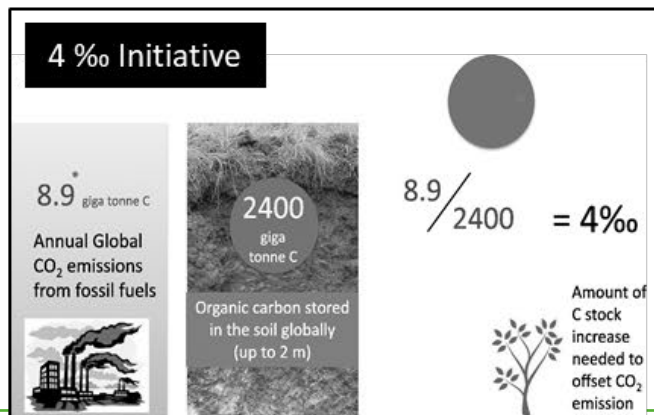 4 ‰ Initiative
8.9* giga tonne C
Annual Global
CO₂ emissions
from fossil fuels
2400
giga
tonne C
Organic carbon stored
in the soil globally
(up to 2 m)
8.9/2400 = 4‰
Amount of
C stock
increase
needed to
offset CO₂
emission